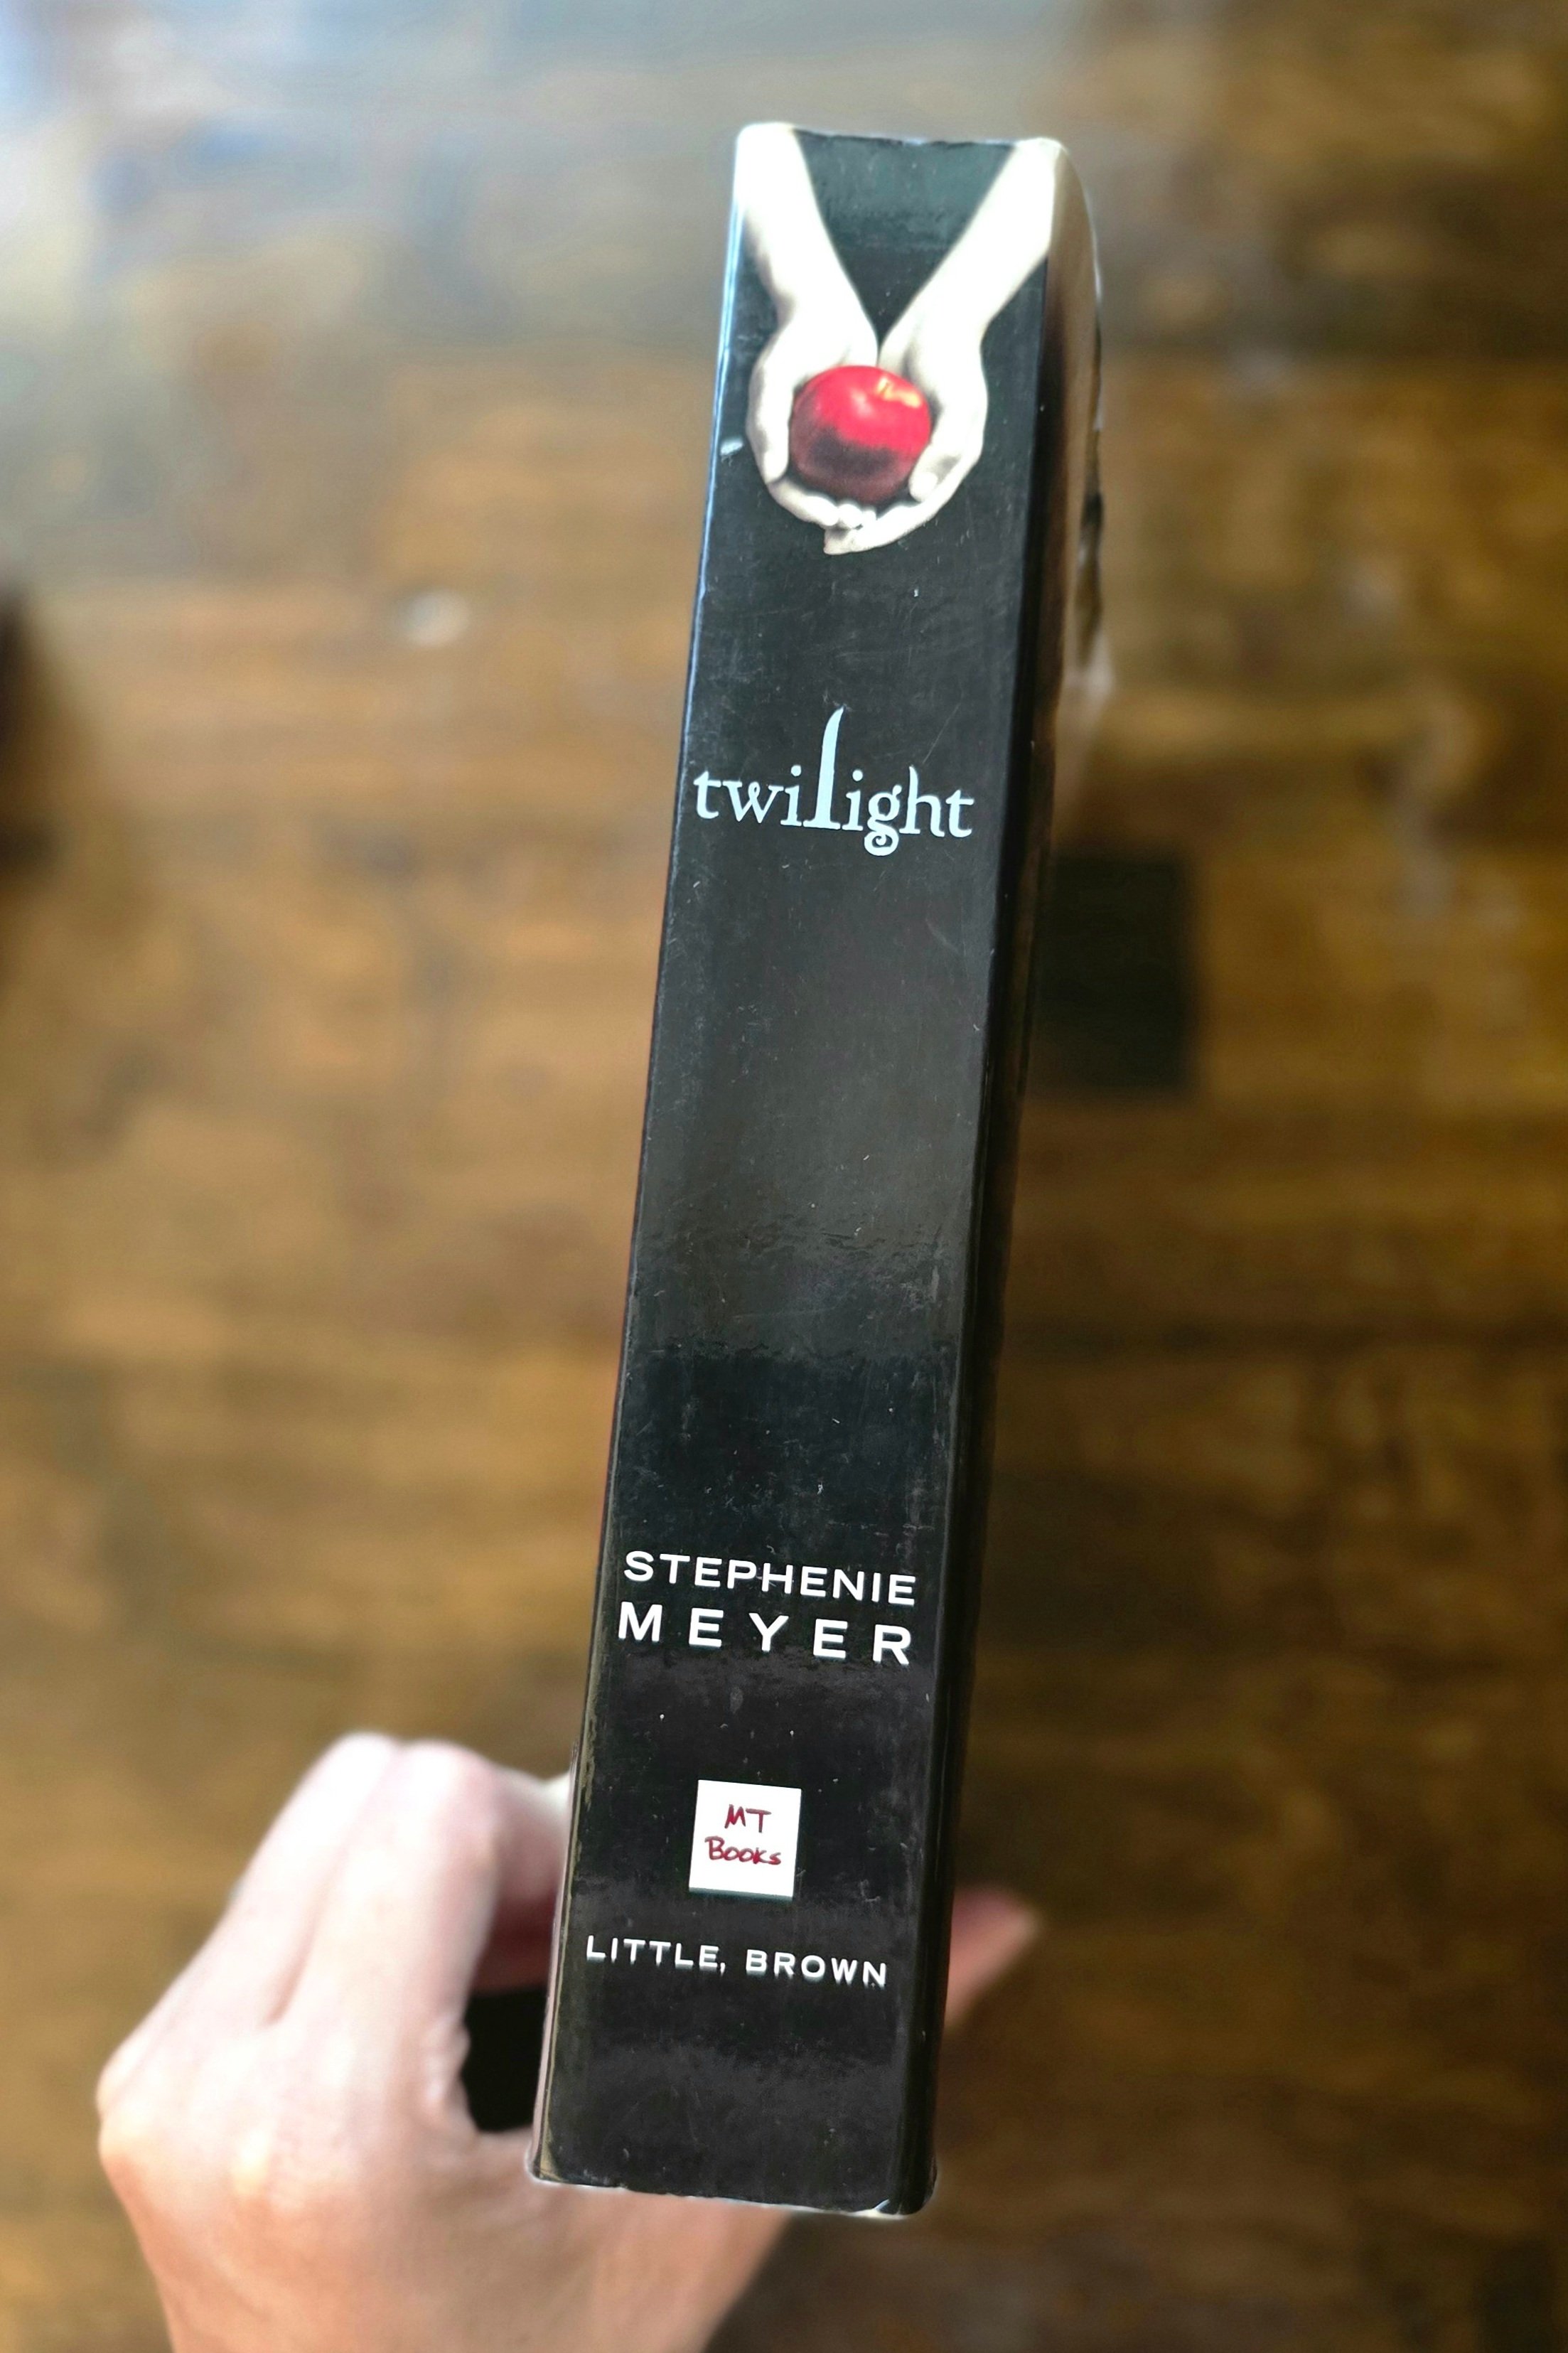 twilight
STEPHENIE
MEYER
MT
Books
LITTLE, BROWN